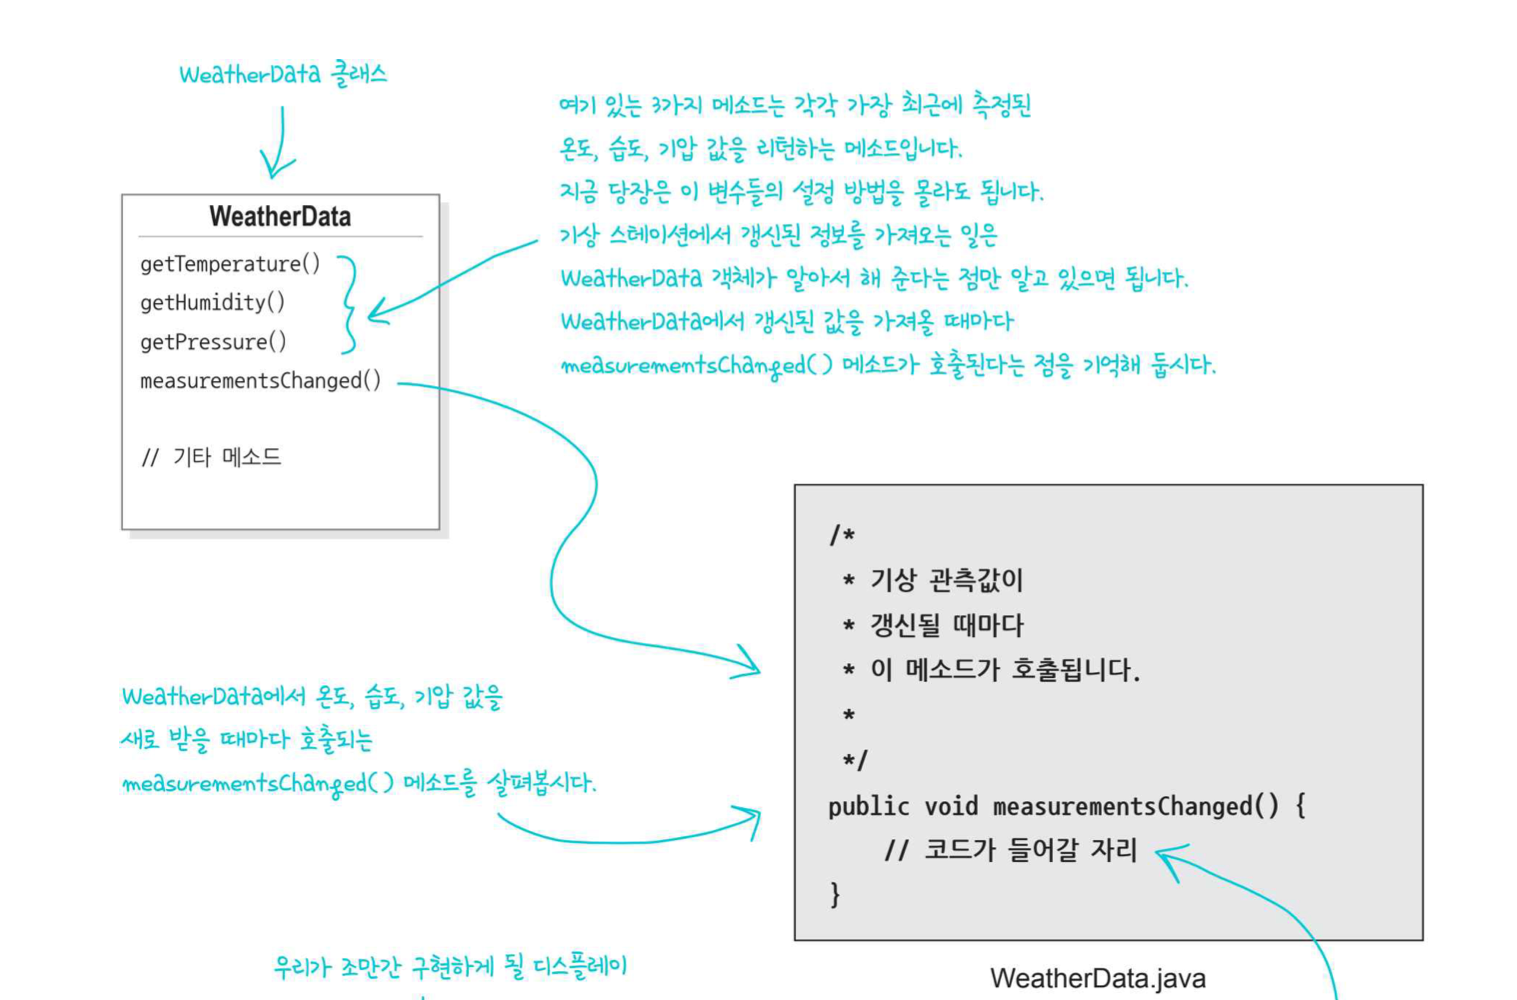 WeatherData 클래스
여기 있는 3가지 메소드는 각각 가장 최근에 측정된
온도, 습도, 기압 값을 리턴하는 메소드입니다.
지금 당장은 이 변수들의 설정 방법을 몰라도 됩니다.
기상 스테이션에서 갱신된 정보를 가져오는 일은
WeatherData 객체가 알아서 해 준다는 점만 알고 있으면 됩니다.
WeatherData에서 갱신된 값을 가져올 때마다
measurementsChanged() 메소드가 호출된다는 점을 기억해 둡시다.
WeatherData
getTemperature()
getHumidity()
getPressure()
measurementsChanged()
// 기타 메소드
/*
* 기상 관측값이
* 갱신될 때마다
* 이 메소드가 호출됩니다.
*
*/
public void measurementsChanged() {
// 코드가 들어갈 자리
}
WeatherData.java
WeatherData에서 온도, 습도, 기압 값을
새로 받을 때마다 호출되는
measurementsChanged() 메소드를 살펴봅시다.
우리가 조만간 구현하게 될 디스플레이